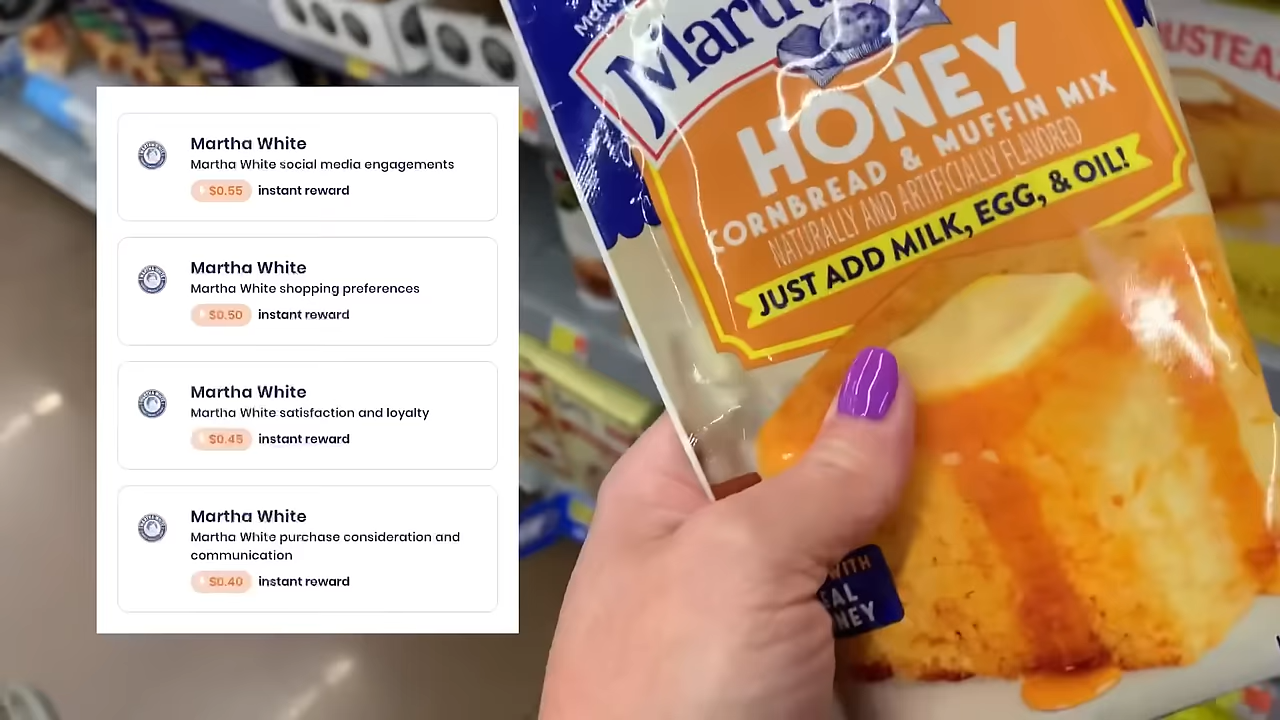 Martha White
Martha White social media engagements
$0.55 instant reward
Martha White
Martha White shopping preferences
$0.50 instant reward
Martha White
Martha White satisfaction and loyalty
$0.45 instant reward
Martha White
Martha White purchase consideration and
communication
$0.40 instant reward
Martha
HONEY
CORNBREAD & MUFFIN MIX
NATURALLY AND ARTIFICIALLY FLAVORED
JUST ADD MILK, EGG, & OIL!
WITH